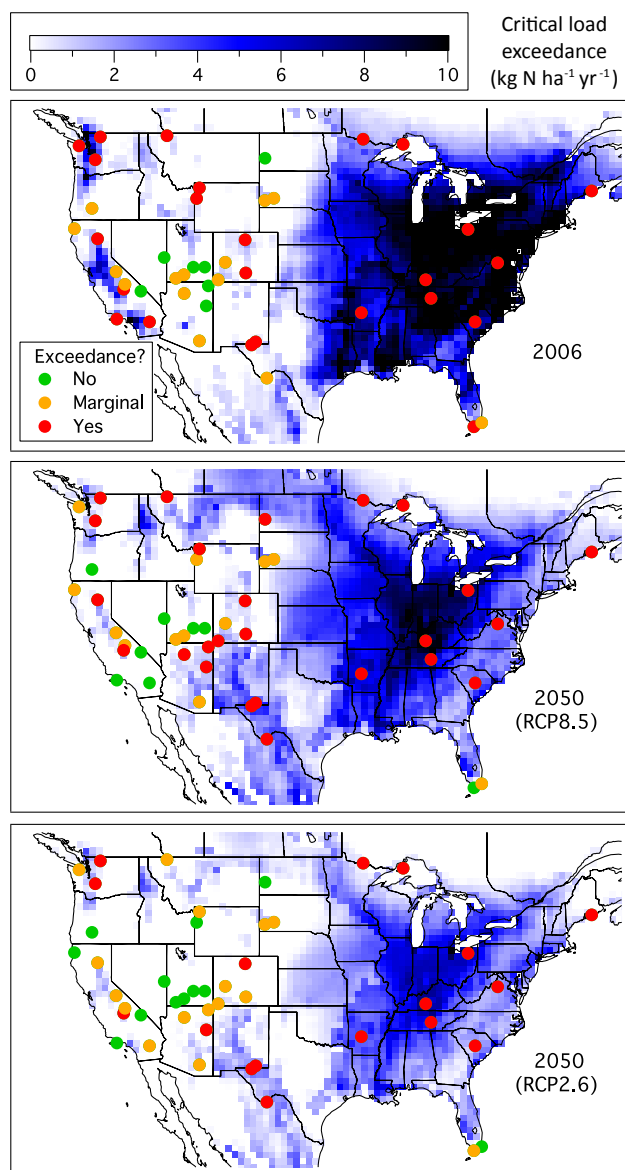 Critical load
exceedance
(kg N ha⁻¹ yr⁻¹)
0 2 4 6 8 10
Exceedance?
No
Marginal
Yes
2006
2050
(RCP8.5)
2050
(RCP2.6)